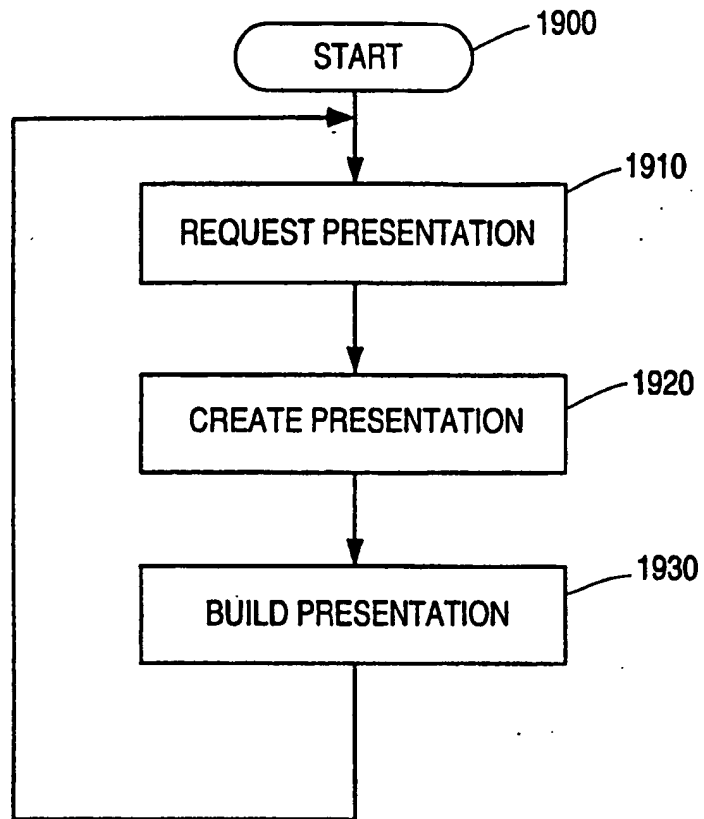 START
1900
REQUEST PRESENTATION
1910
CREATE PRESENTATION
1920
BUILD PRESENTATION
1930